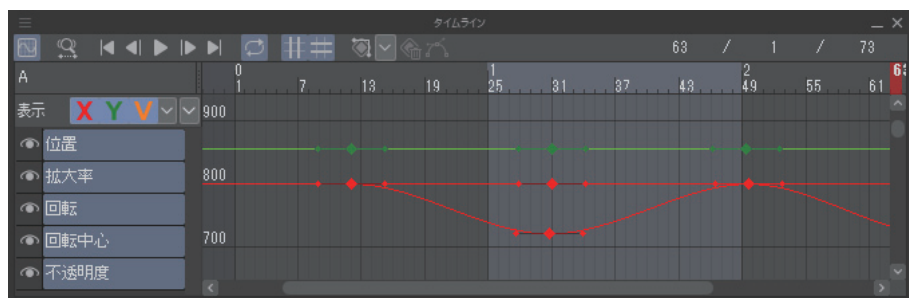 タイムライン
63 / 1 / 73
A
0 1 2 63
1 7 13 19 25 31 37 43 49 55 61
表示 X Y V
900
位置
拡大率
800
回転
回転中心
700
不透明度